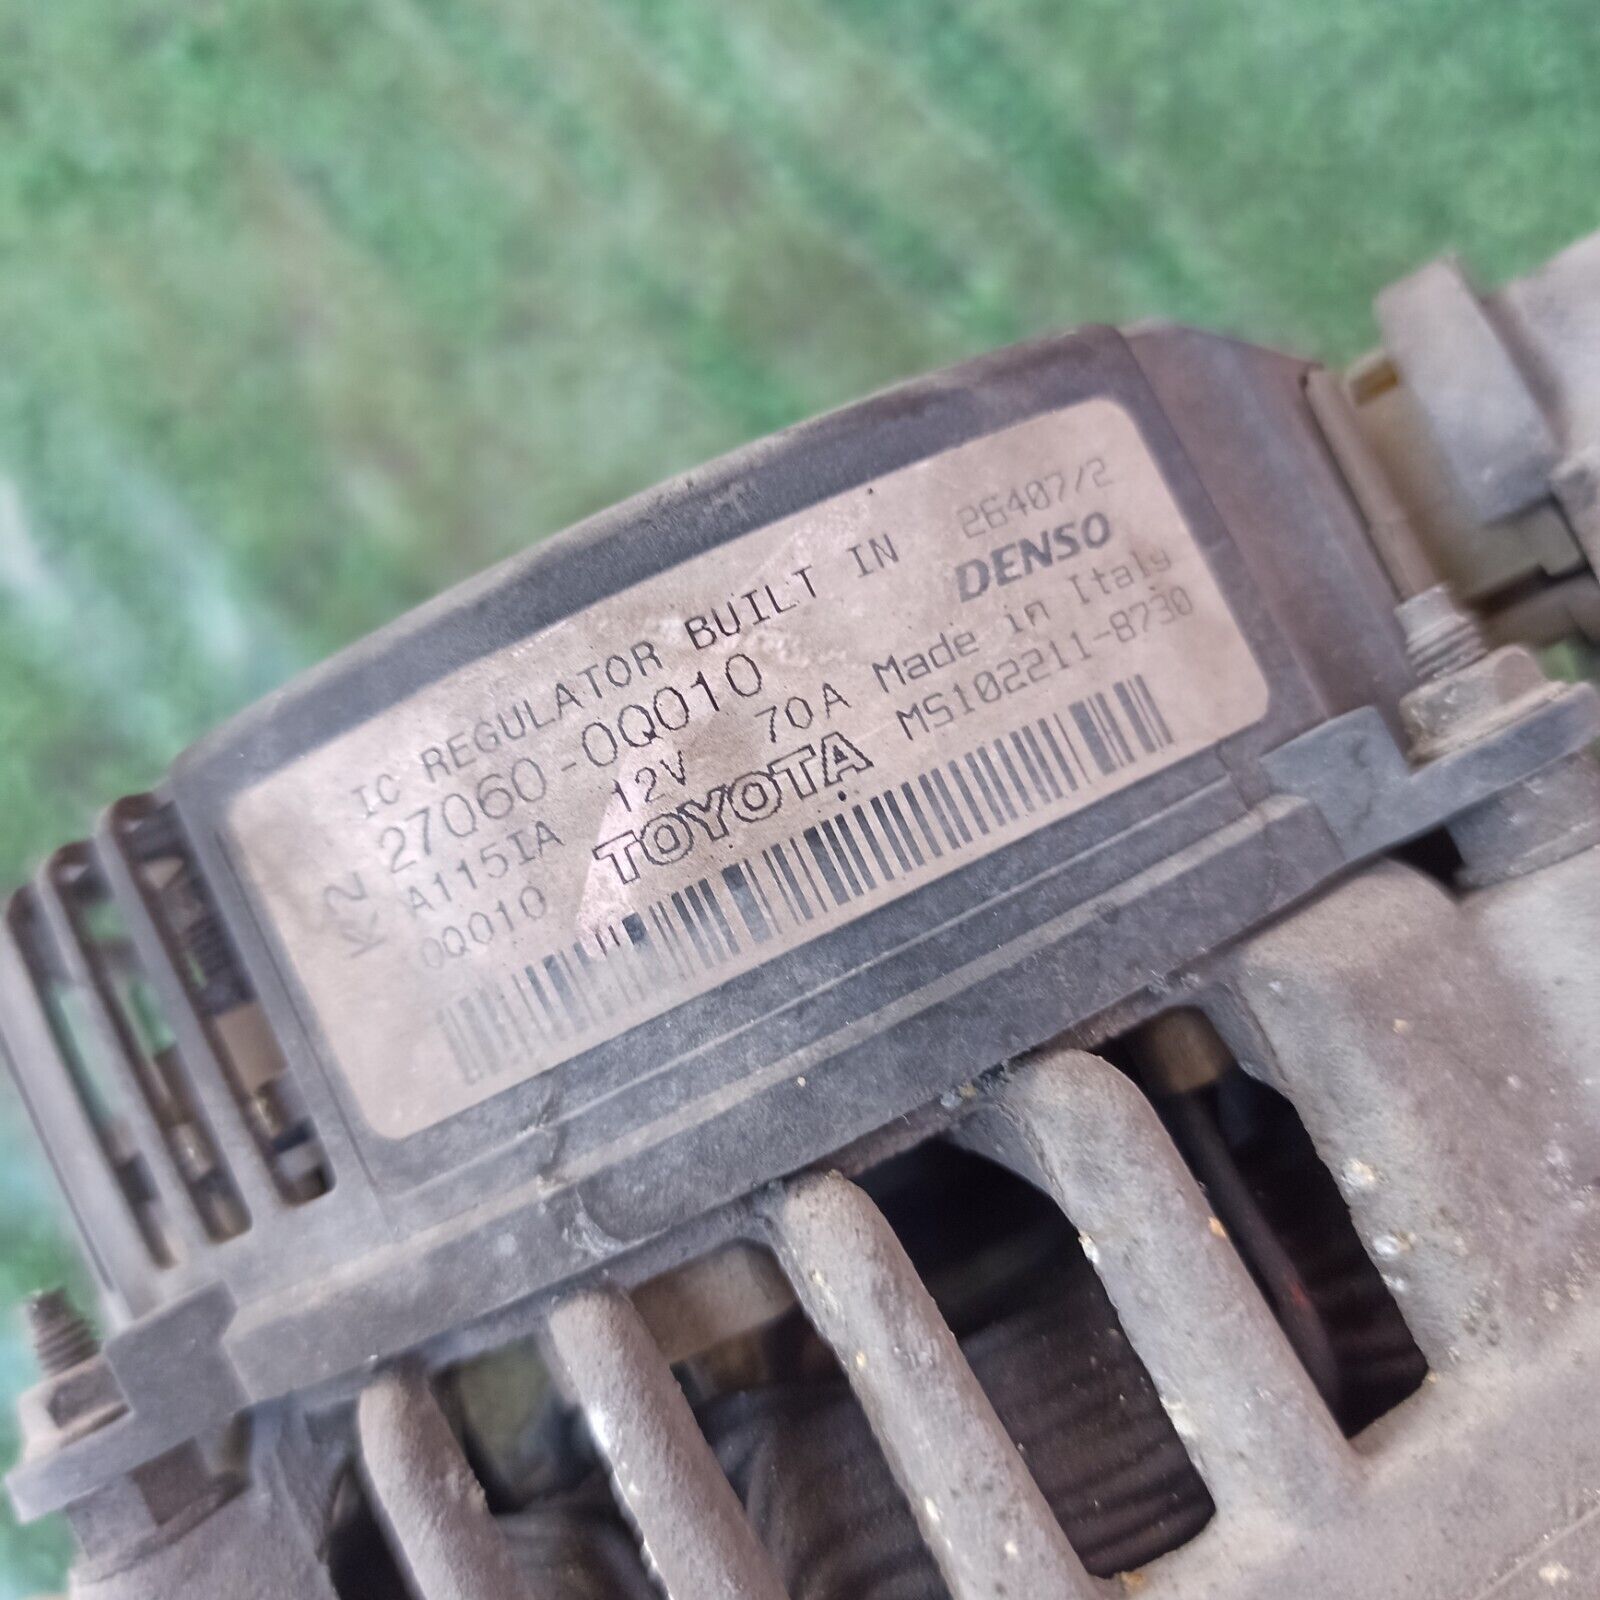 IC REGULATOR BUILT IN 26407/2
27060-0Q010 DENSO
A115IA 12V 70A Made in Italy
0Q010 TOYOTA MS102211-8730
K2